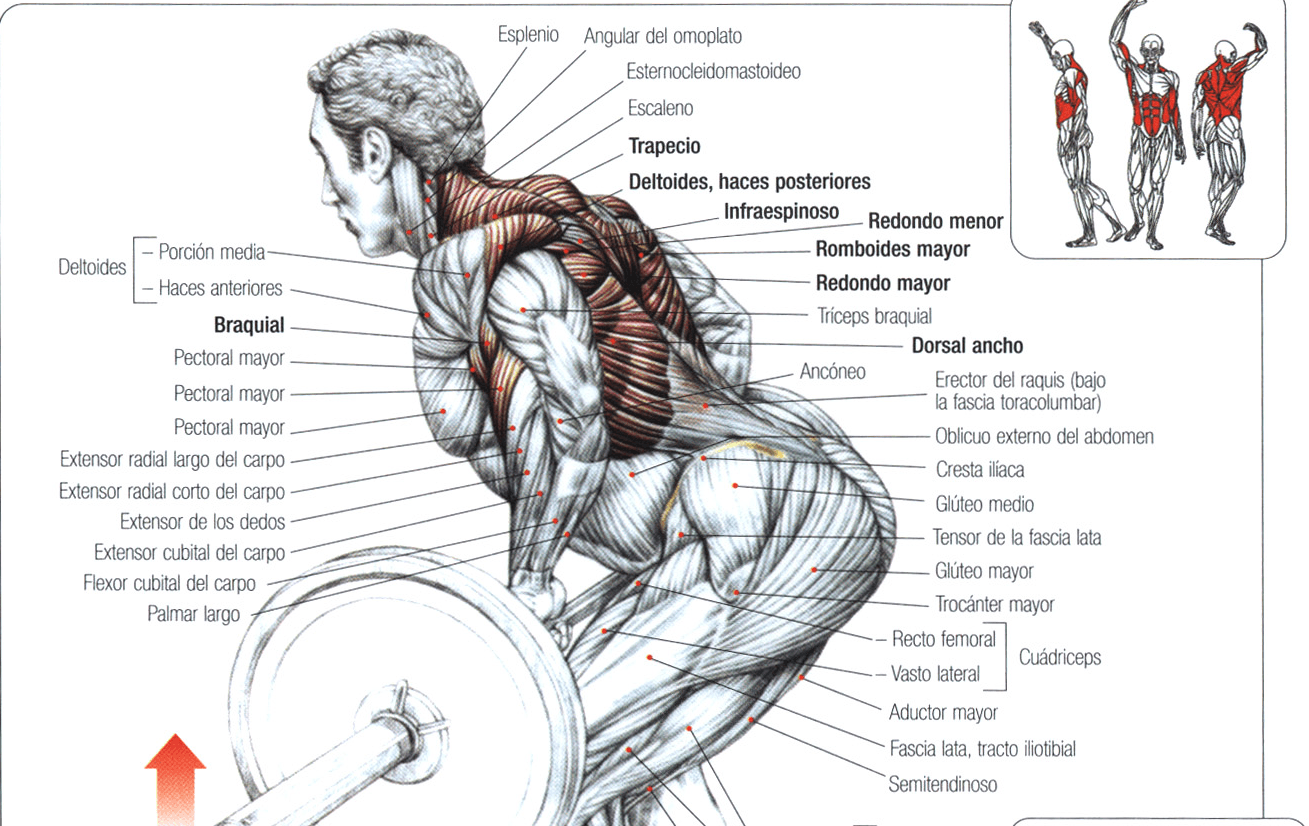 Esplenio
Angular del omoplato
Esternocleidomastoideo
Escaleno
Trapecio
Deltoides, haces posteriores
Infraespinoso
Redondo menor
Romboides mayor
Redondo mayor
Tríceps braquial
Dorsal ancho
Ancóneo
Erector del raquis (bajo
la fascia toracolumbar)
Oblicuo externo del abdomen
Cresta ilíaca
Glúteo medio
Tensor de la fascia lata
Glúteo mayor
Trocánter mayor
– Recto femoral
– Vasto lateral
Cuádriceps
Aductor mayor
Fascia lata, tracto iliotibial
Semitendinoso
Deltoides
– Porción media
– Haces anteriores
Braquial
Pectoral mayor
Pectoral mayor
Pectoral mayor
Extensor radial largo del carpo
Extensor radial corto del carpo
Extensor de los dedos
Extensor cubital del carpo
Flexor cubital del carpo
Palmar largo